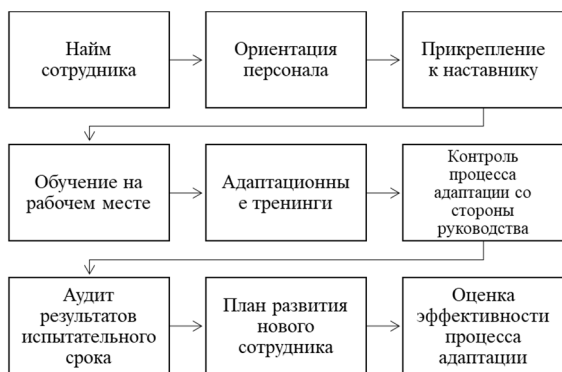 Найм
сотрудника
Ориентация
персонала
Прикрепление
к наставнику
Обучение на
рабочем месте
Адаптационны
е тренинги
Контроль
процесса
адаптации со
стороны
руководства
Аудит
результатов
испытательного
срока
План развития
нового
сотрудника
Оценка
эффективности
процесса
адаптации